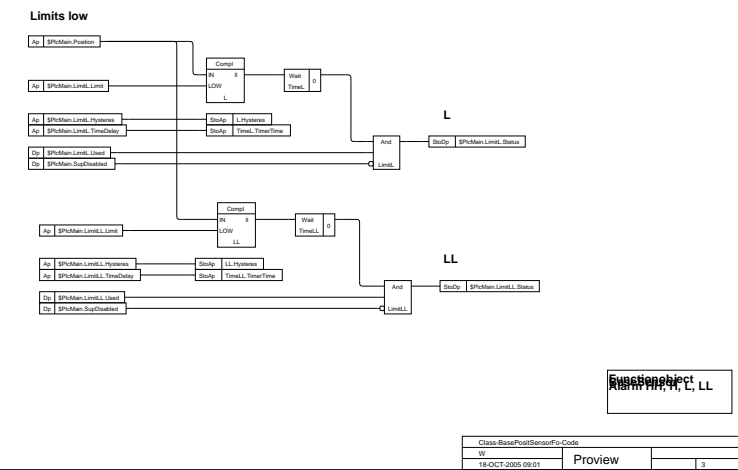 Limits low
Ap $PlcMain.Position
Compl
IN ll
LOW
L
Wait
TimeL
0
Ap $PlcMain.LimitL.Limit
L
Ap $PlcMain.LimitL.Hysteres
StoAp L.Hysteres
Ap $PlcMain.LimitL.TimeDelay
StoAp TimeL.TimerTime
And
LimitL
StoDp $PlcMain.LimitL.Status
Dp $PlcMain.LimitL.Used
Dp $PlcMain.SupDisabled
Compl
IN ll
LOW
LL
Wait
TimeLL
0
Ap $PlcMain.LimitLL.Limit
LL
Ap $PlcMain.LimitLL.Hysteres
StoAp LL.Hysteres
Ap $PlcMain.LimitLL.TimeDelay
StoAp TimeLL.TimerTime
And
LimitLL
StoDp $PlcMain.LimitLL.Status
Dp $PlcMain.LimitLL.Used
Dp $PlcMain.SupDisabled
Functionobject
Alarm HH, H, L, LL
Class-BasePositSensorFo-Code
W
18-OCT-2005 09:01
Proview
3